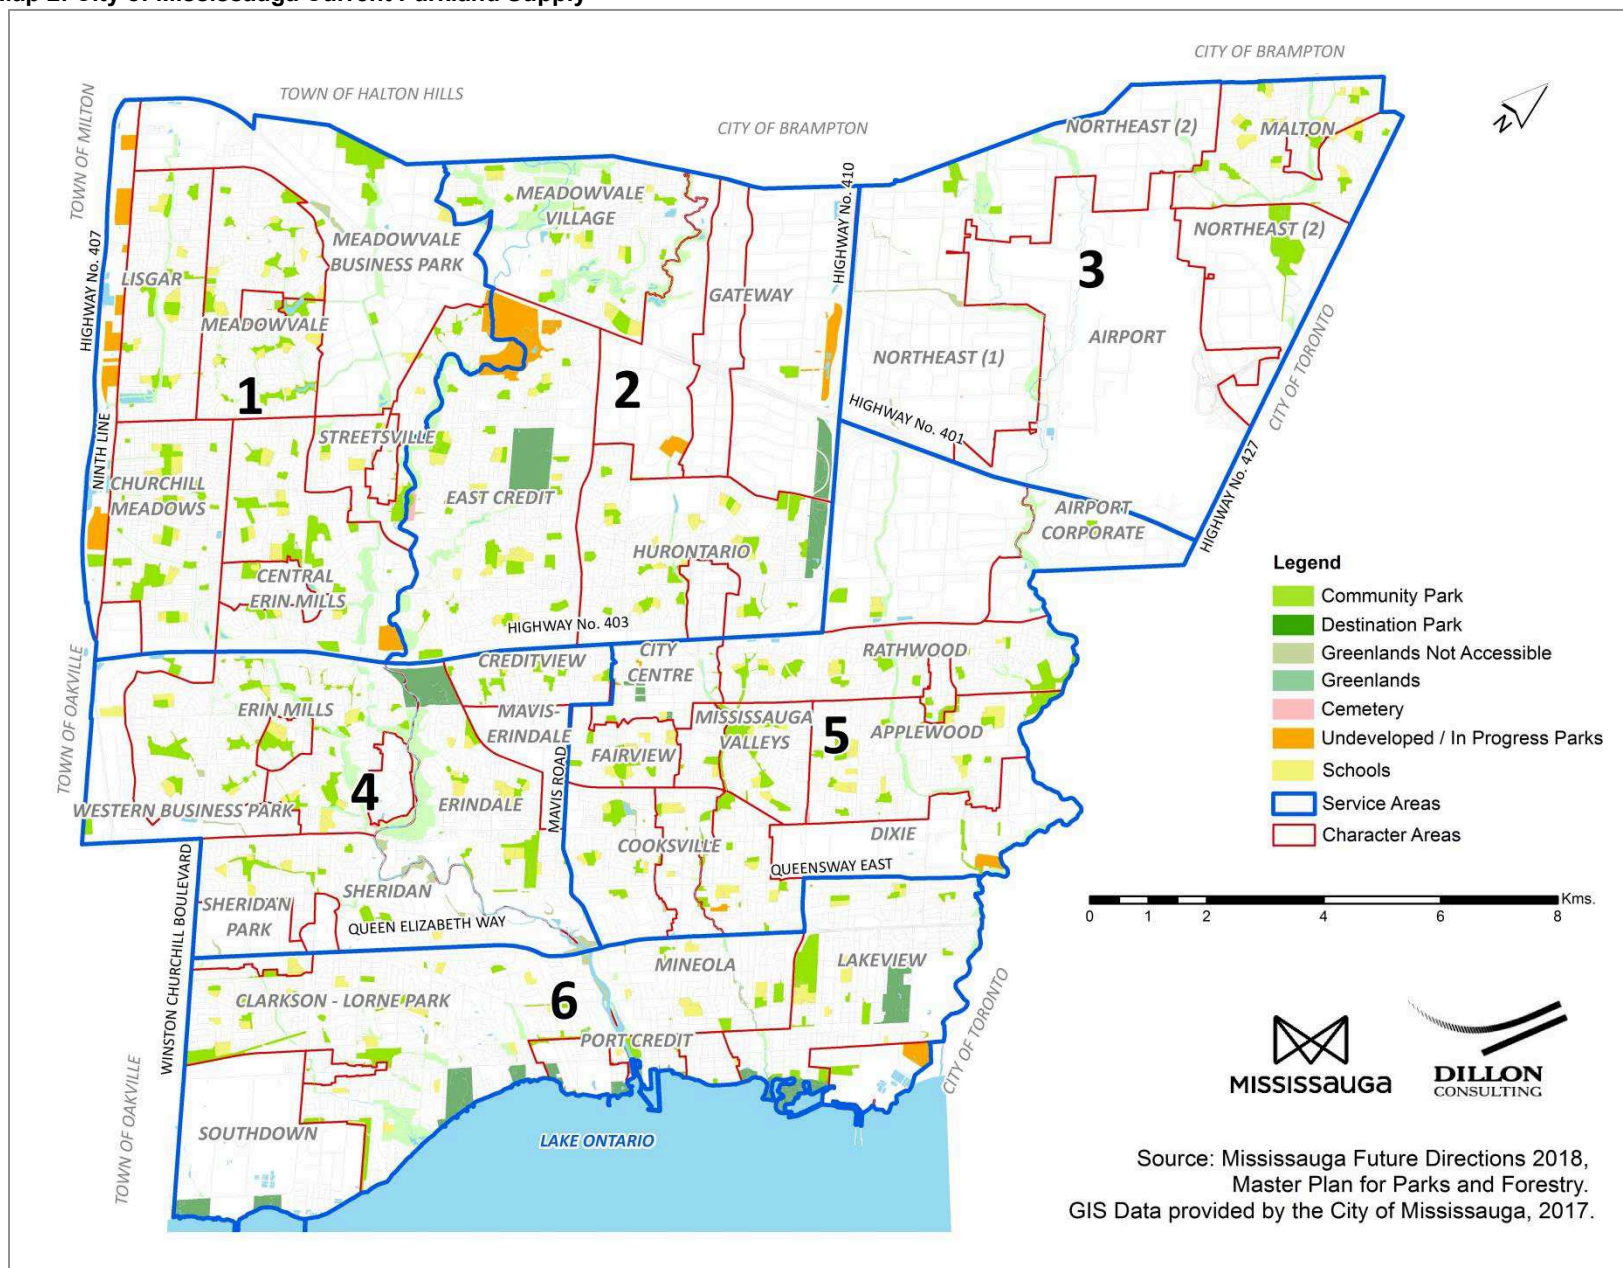 Map 2: City of Mississauga Current Parkland Supply
CITY OF BRAMPTON
TOWN OF HALTON HILLS
CITY OF BRAMPTON
TOWN OF MILTON
N
NORTHEAST (2)
MALTON
HIGHWAY No. 410
MEADOWVALE
VILLAGE
MEADOWVALE
BUSINESS PARK
NORTHEAST (2)
HIGHWAY No. 407
LISGAR
GATEWAY
3
MEADOWVALE
AIRPORT
NORTHEAST (1)
CITY OF TORONTO
1
2
HIGHWAY No. 401
NINTH LINE
STREETSVILLE
CHURCHILL
MEADOWS
EAST CREDIT
HIGHWAY No. 427
AIRPORT
CORPORATE
HURONTARIO
CENTRAL
ERIN MILLS
HIGHWAY No. 403
TOWN OF OAKVILLE
CREDITVIEW
CITY
CENTRE
RATHWOOD
ERIN MILLS
MAVIS-
ERINDALE
MISSISSAUGA
VALLEYS
5
APPLEWOOD
FAIRVIEW
MAVIS ROAD
4
WESTERN BUSINESS PARK
ERINDALE
COOKSVILLE
DIXIE
QUEENSWAY EAST
WINSTON CHURCHILL BOULEVARD
SHERIDAN
SHERIDAN
PARK
QUEEN ELIZABETH WAY
MINEOLA
LAKEVIEW
CLARKSON - LORNE PARK
6
PORT CREDIT
CITY OF TORONTO
TOWN OF OAKVILLE
SOUTHDOWN
LAKE ONTARIO
Legend
Community Park
Destination Park
Greenlands Not Accessible
Greenlands
Cemetery
Undeveloped / In Progress Parks
Schools
Service Areas
Character Areas
Kms.
0 1 2 4 6 8
MISSISSAUGA
DILLON
CONSULTING
Source: Mississauga Future Directions 2018,
Master Plan for Parks and Forestry.
GIS Data provided by the City of Mississauga, 2017.